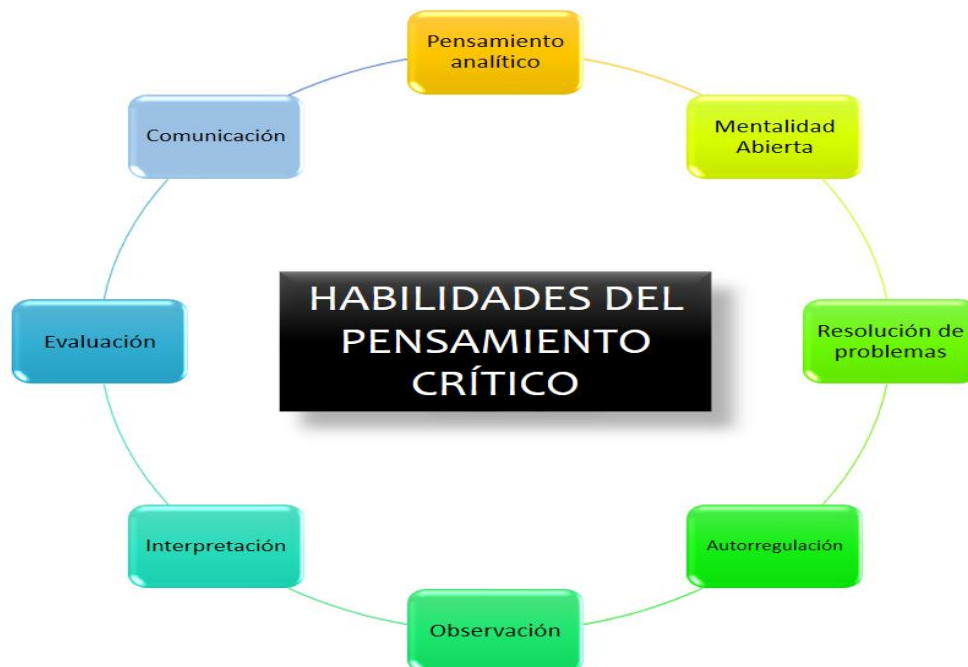 Pensamiento
analítico
Mentalidad
Abierta
Resolución de
problemas
Autorregulación
Observación
Interpretación
Evaluación
Comunicación
HABILIDADES DEL
PENSAMIENTO
CRÍTICO